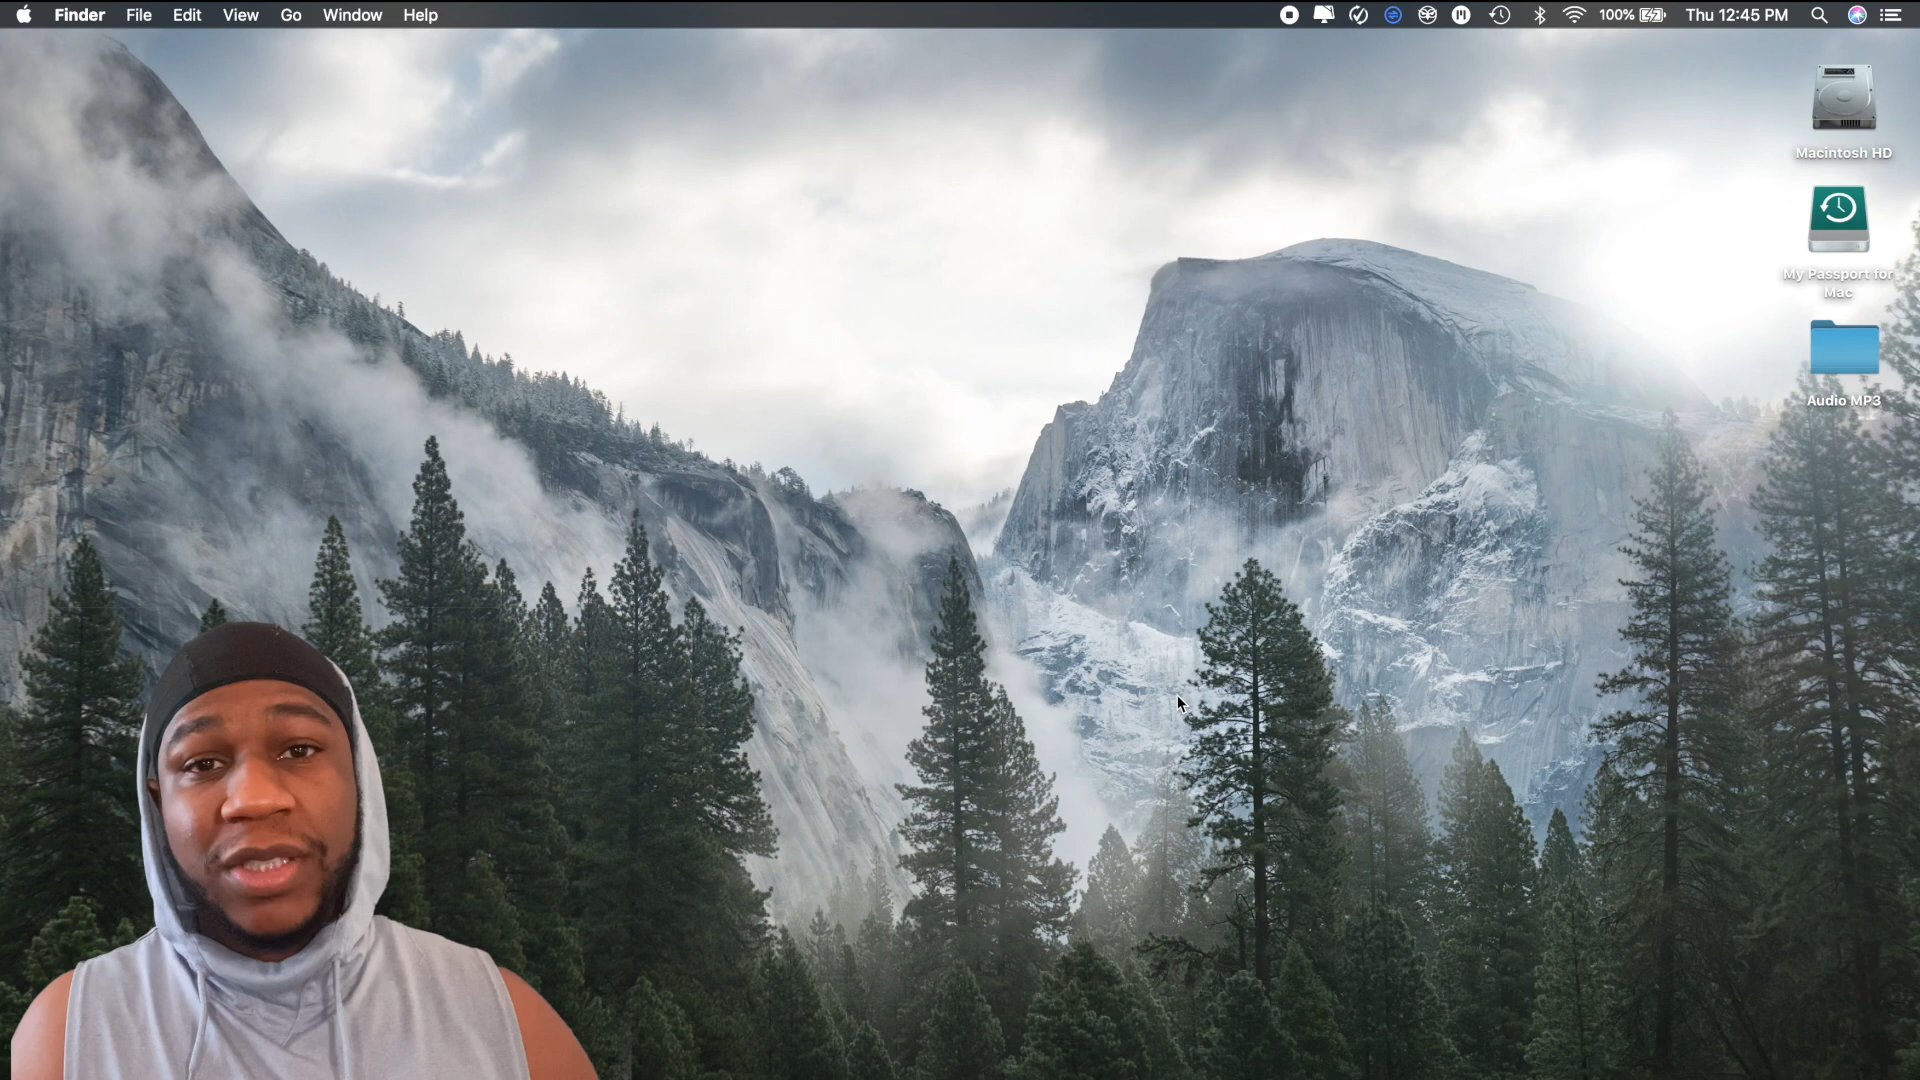 Finder File Edit View Go Window Help 100% Thu 12:45 PM
Macintosh HD
My Passport for
Mac
Audio MP3